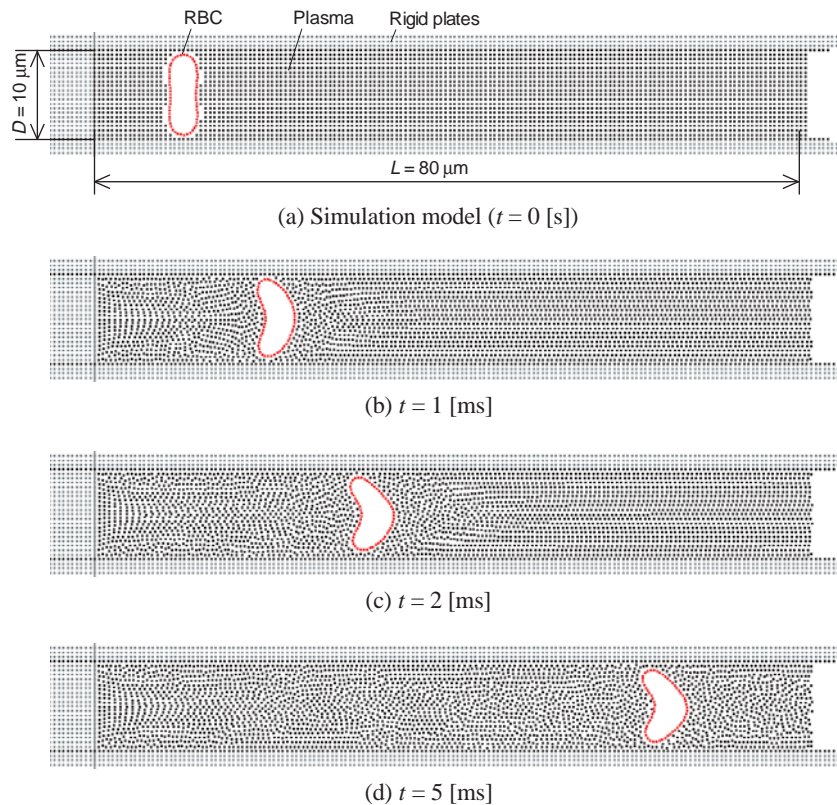 RBC Plasma Rigid plates
D = 10 μm
L = 80 μm
(a) Simulation model (t = 0 [s])
(b) t = 1 [ms]
(c) t = 2 [ms]
(d) t = 5 [ms]